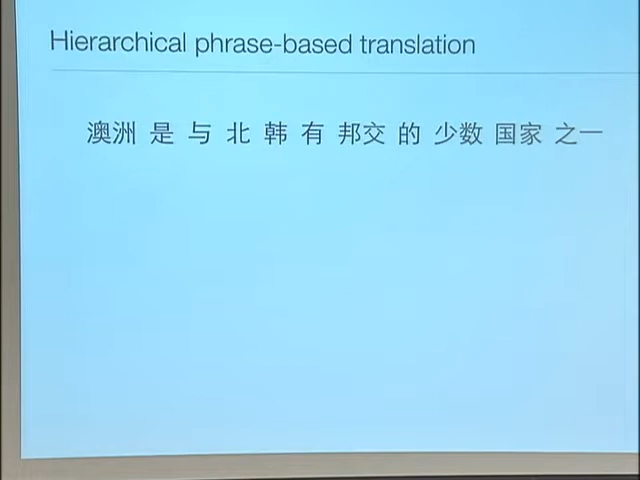 Hierarchical phrase-based translation
澳洲 是 与 北 韩 有 邦交 的 少数 国家 之一